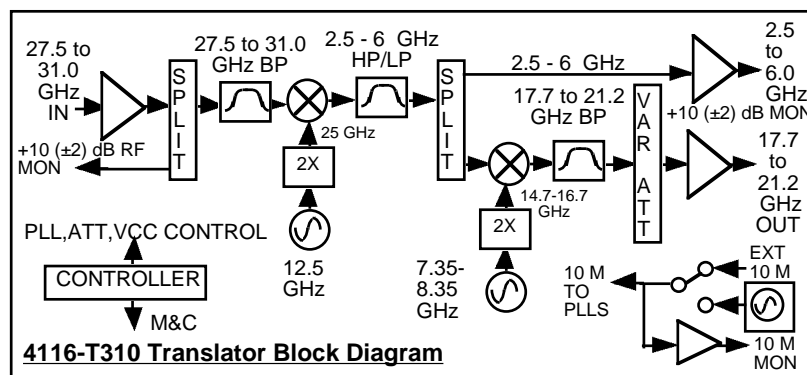 27.5 to
31.0
GHz
IN
+10 (±2) dB RF
MON
SPLIT
27.5 to 31.0
GHz BP
2.5 - 6 GHz
HP/LP
25 GHz
2X
12.5
GHz
SPLIT
2.5 - 6 GHz
17.7 to 21.2
GHz BP
14.7-16.7
GHz
2X
7.35-
8.35
GHz
VAR ATT
2.5
to
6.0
GHz
+10 (±2) dB MON
17.7
to
21.2
GHz
OUT
PLL,ATT,VCC CONTROL
CONTROLLER
M&C
10 M
TO
PLLS
EXT
10 M
10 M
MON
4116-T310 Translator Block Diagram